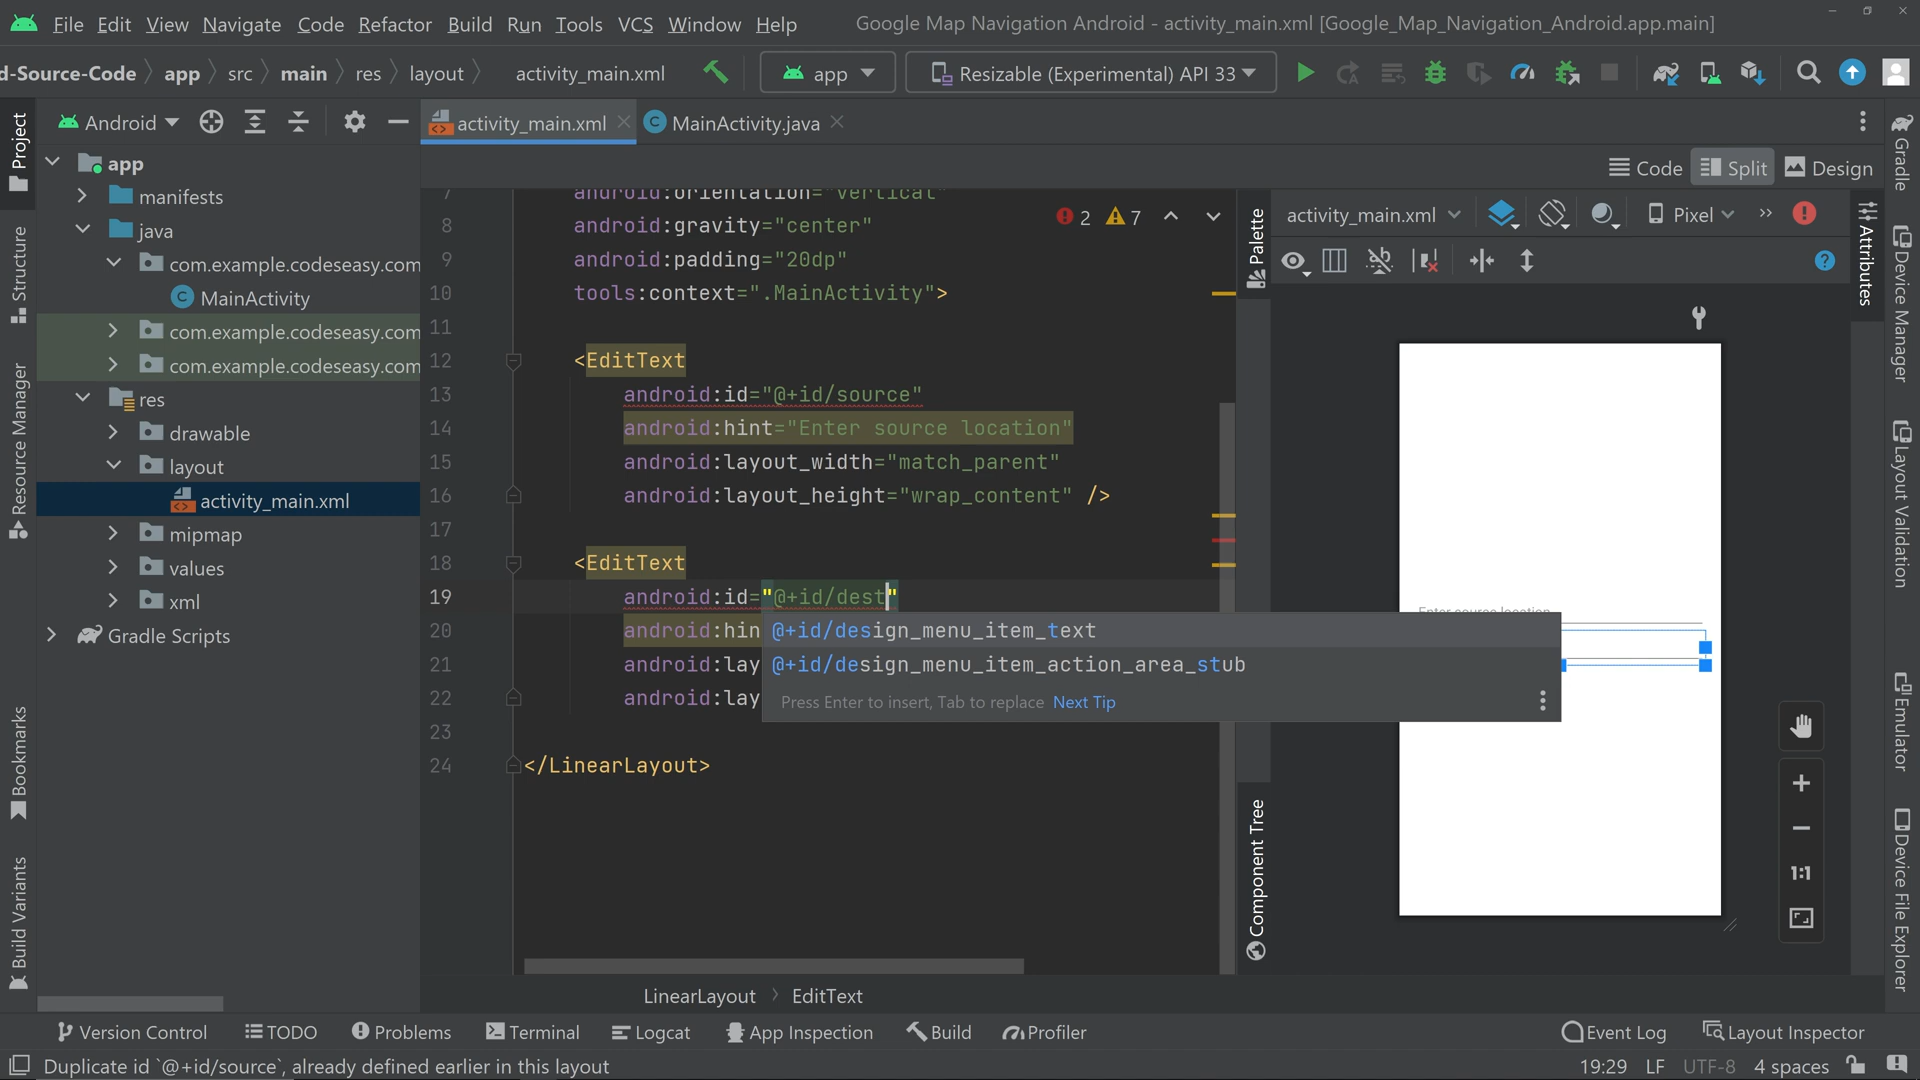 File Edit View Navigate Code Refactor Build Run Tools VCS Window Help Google Map Navigation Android - activity_main.xml [Google_Map_Navigation_Android.app.main]
d-Source-Code app src main res layout activity_main.xml app Resizable (Experimental) API 33
Android
activity_main.xml
MainActivity.java
Code Split Design
Project
Structure
Resource Manager
Bookmarks
Build Variants
app
manifests
java
com.example.codeseasy.com
MainActivity
com.example.codeseasy.com
com.example.codeseasy.com
res
drawable
layout
activity_main.xml
mipmap
values
xml
Gradle Scripts
7 android:orientation="vertical"
8 android:gravity="center"
9 android:padding="20dp"
10 tools:context=".MainActivity">
11
12 <EditText
13 android:id="@+id/source"
14 android:hint="Enter source location"
15 android:layout_width="match_parent"
16 android:layout_height="wrap_content" />
17
18 <EditText
19 android:id="@+id/dest"
20 android:hin
21 android:lay
22 android:lay
23
24 </LinearLayout>
2 7
@+id/design_menu_item_text
@+id/design_menu_item_action_area_stub
Press Enter to insert, Tab to replace Next Tip
Palette
Component Tree
activity_main.xml Pixel
Enter source location
1:1
Attributes
Gradle
Device Manager
Layout Validation
Emulator
Device File Explorer
LinearLayout EditText
Version Control TODO Problems Terminal Logcat App Inspection Build Profiler Event Log Layout Inspector
Duplicate id `@+id/source`, already defined earlier in this layout 19:29 LF UTF-8 4 spaces